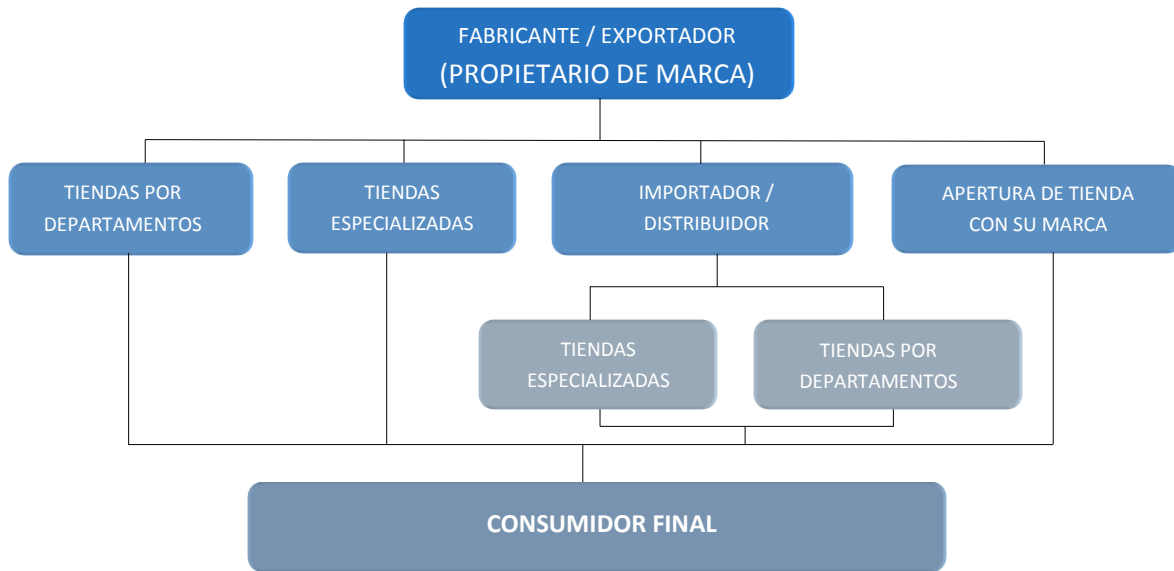 FABRICANTE / EXPORTADOR
(PROPIETARIO DE MARCA)
TIENDAS POR
DEPARTAMENTOS
TIENDAS
ESPECIALIZADAS
IMPORTADOR /
DISTRIBUIDOR
APERTURA DE TIENDA
CON SU MARCA
TIENDAS
ESPECIALIZADAS
TIENDAS POR
DEPARTAMENTOS
CONSUMIDOR FINAL